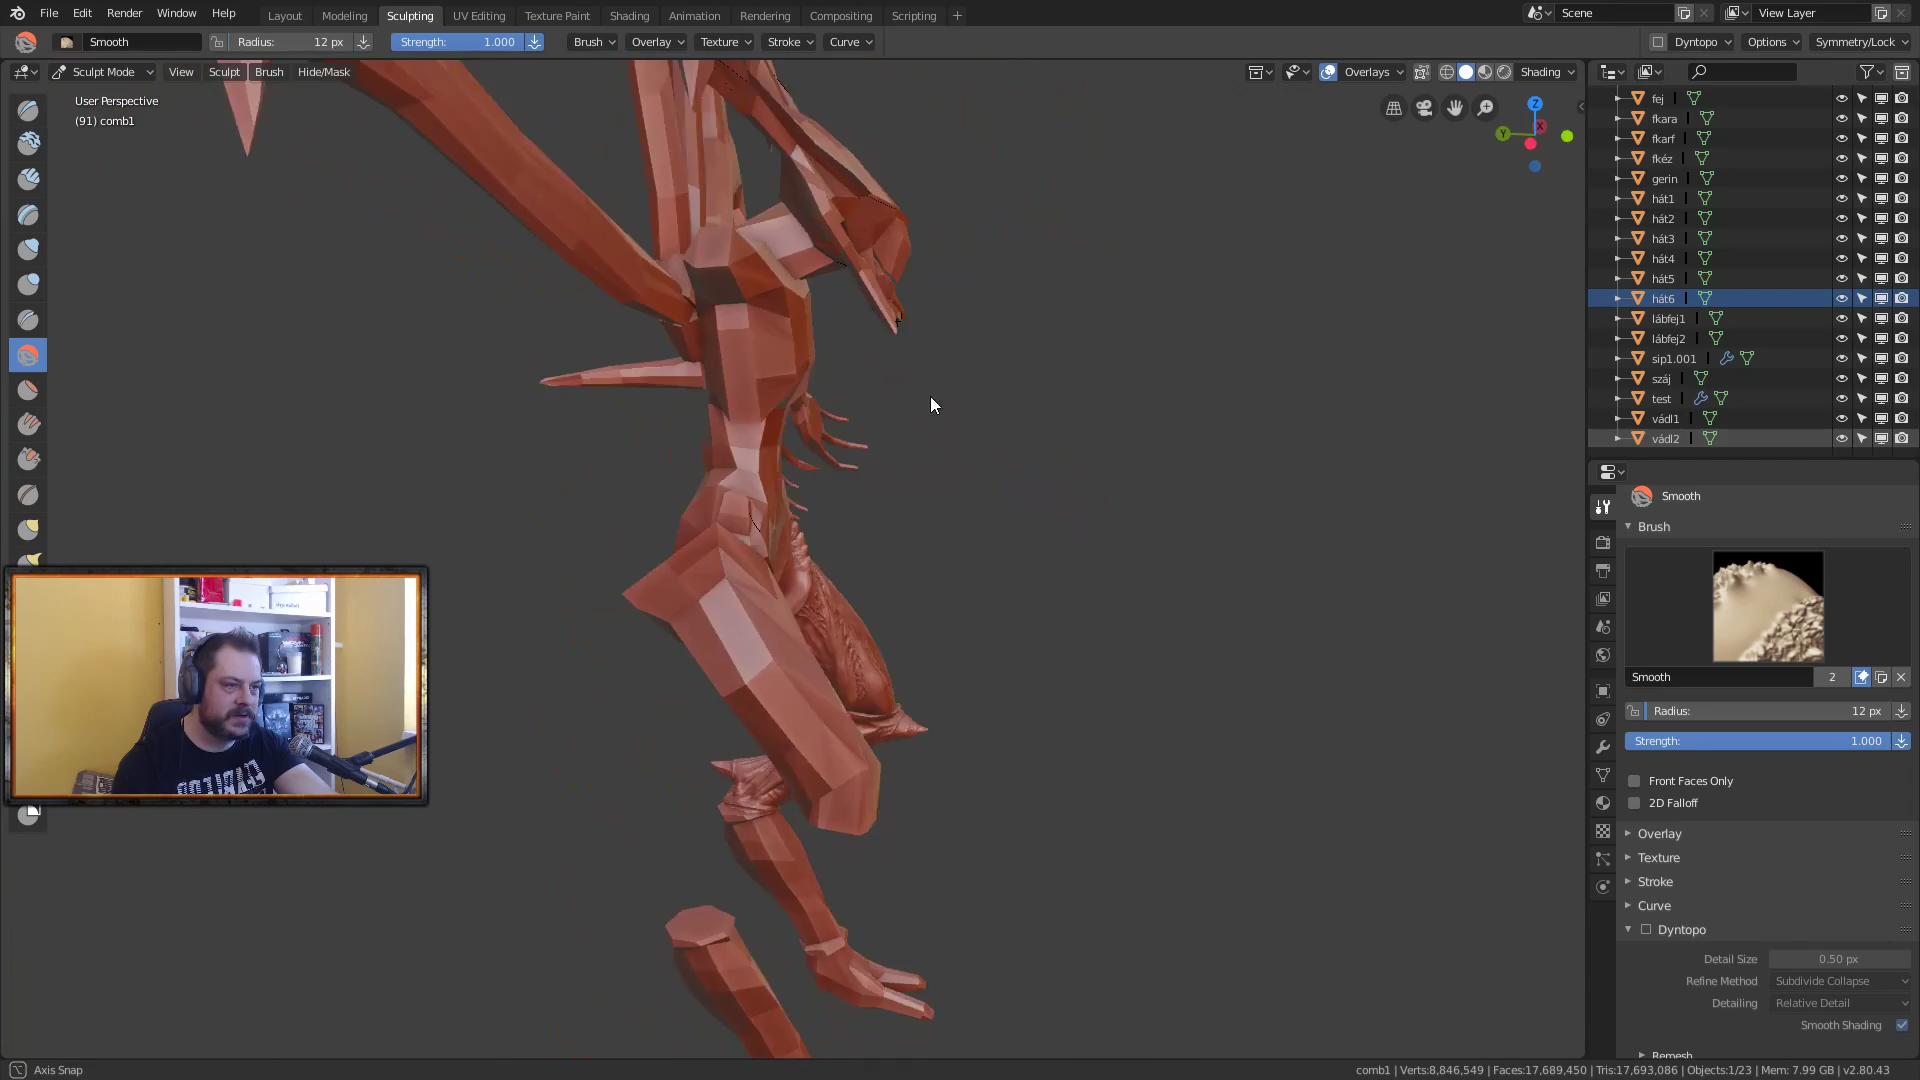 File Edit Render Window Help Layout Modeling Sculpting UV Editing Texture Paint Shading Animation Rendering Compositing Scripting + Scene View Layer
Smooth Radius: 12 px Strength: 1.000 Brush Overlay Texture Stroke Curve Dyntopo Options Symmetry/Lock
Sculpt Mode View Sculpt Brush Hide/Mask Overlays Shading
User Perspective
(91) comb1
Z
Y
X
fej
fkara
fkarf
fkéz
gerin
hát1
hát2
hát3
hát4
hát5
hát6
lábfej1
lábfej2
sip1.001
száj
test
vádl1
vádl2
Smooth
Brush
Smooth 2
Radius: 12 px
Strength: 1.000
Front Faces Only
2D Falloff
Overlay
Texture
Stroke
Curve
Dyntopo
Detail Size 0.50 px
Refine Method Subdivide Collapse
Detailing Relative Detail
Smooth Shading
Remesh
Axis Snap
comb1 | Verts:8,846,549 | Faces:17,689,450 | Tris:17,693,086 | Objects:1/23 | Mem: 7.99 GB | v2.80.43